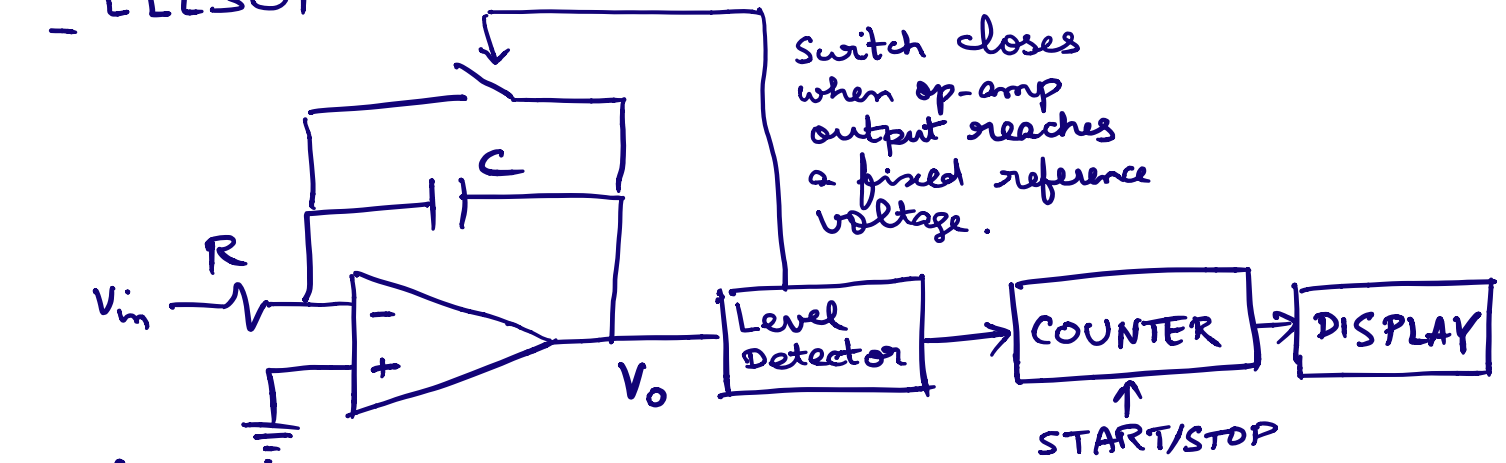 Switch closes
when op-amp
output reaches
a fixed reference
voltage.
C
R
Vin
-
+
Vo
Level
Detector
COUNTER
DISPLAY
START/STOP